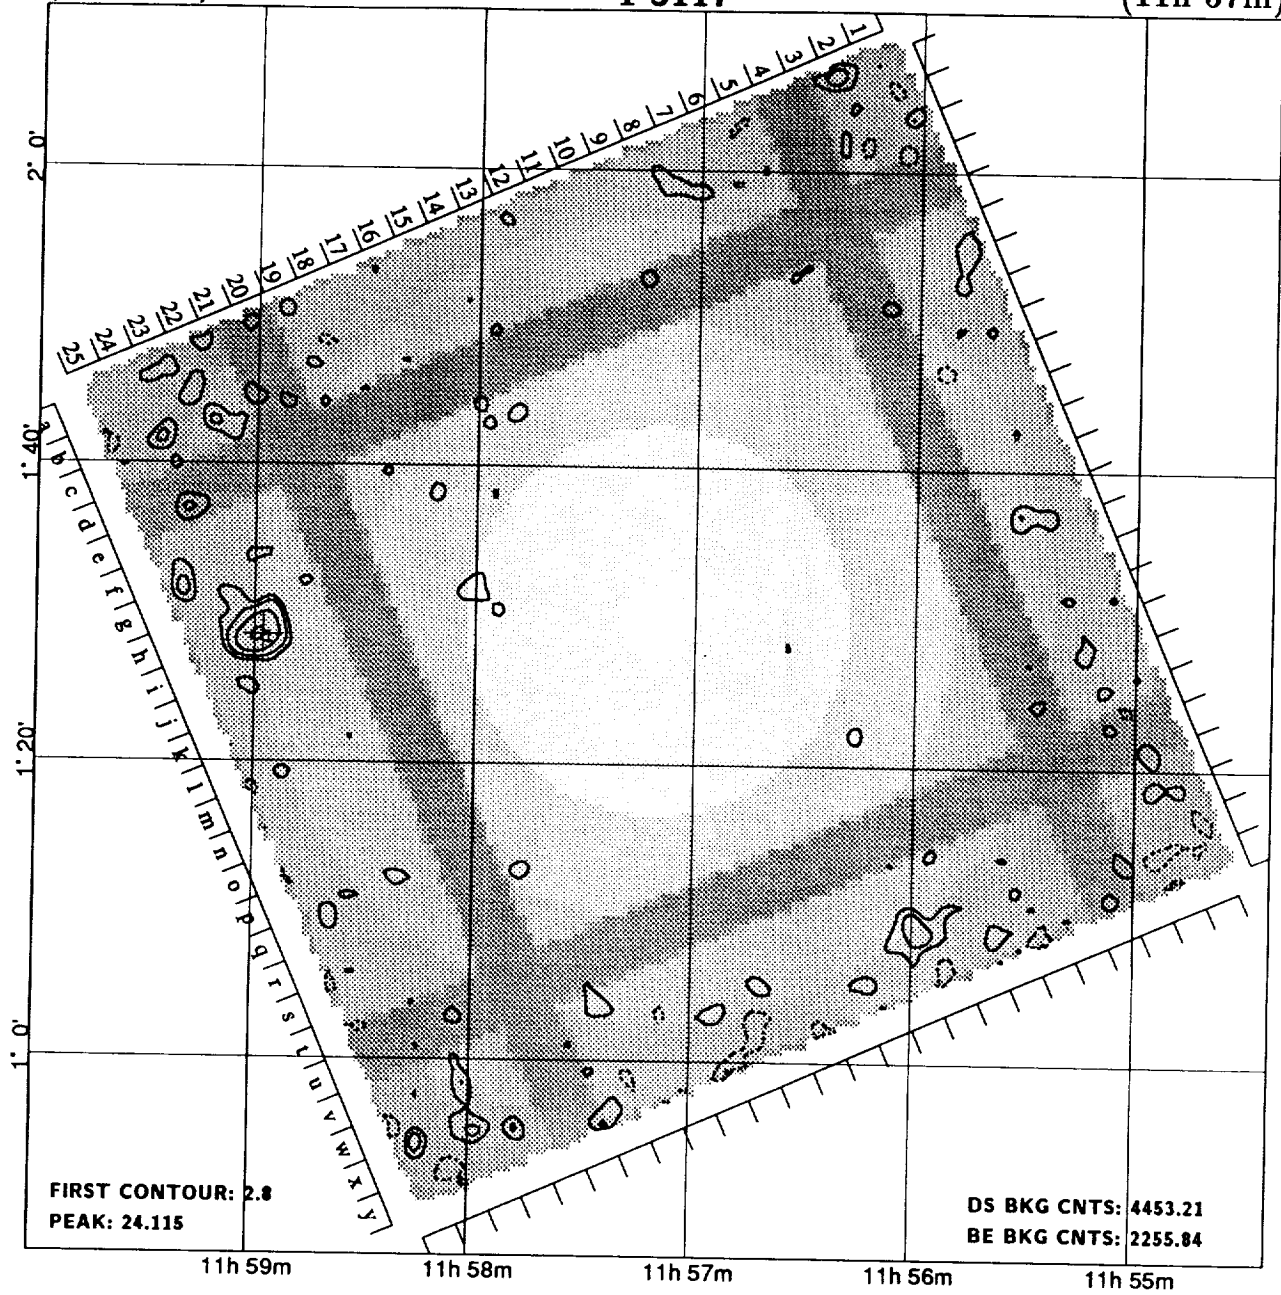 1 2 3 4 5 6 7 8 9 10 11 12 13 14 15 16 17 18 19 20 21 22 23 24 25
2° 0'
1° 40'
1° 20'
1° 0'
a b c d e f g h i j k l m n o p q r s t u v w x y
FIRST CONTOUR: 2.8
PEAK: 24.115
DS BKG CNTS: 4453.21
BE BKG CNTS: 2255.84
11h 59m 11h 58m 11h 57m 11h 56m 11h 55m